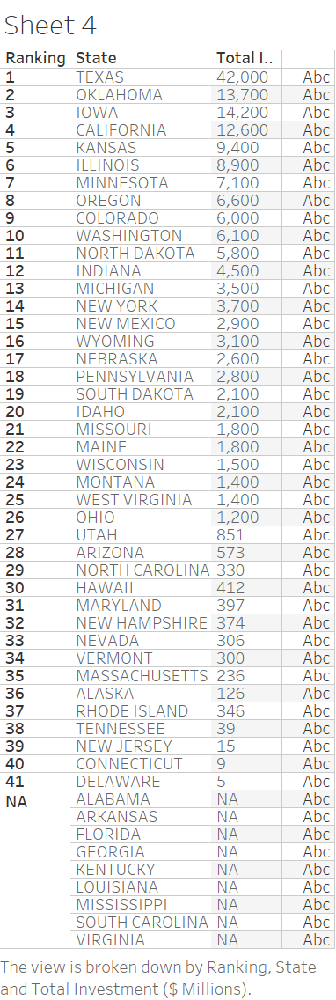 Sheet 4
Ranking State Total I..
1 TEXAS 42,000 Abc
2 OKLAHOMA 13,700 Abc
3 IOWA 14,200 Abc
4 CALIFORNIA 12,600 Abc
5 KANSAS 9,400 Abc
6 ILLINOIS 8,900 Abc
7 MINNESOTA 7,100 Abc
8 OREGON 6,600 Abc
9 COLORADO 6,000 Abc
10 WASHINGTON 6,100 Abc
11 NORTH DAKOTA 5,800 Abc
12 INDIANA 4,500 Abc
13 MICHIGAN 3,500 Abc
14 NEW YORK 3,700 Abc
15 NEW MEXICO 2,900 Abc
16 WYOMING 3,100 Abc
17 NEBRASKA 2,600 Abc
18 PENNSYLVANIA 2,800 Abc
19 SOUTH DAKOTA 2,100 Abc
20 IDAHO 2,100 Abc
21 MISSOURI 1,800 Abc
22 MAINE 1,800 Abc
23 WISCONSIN 1,500 Abc
24 MONTANA 1,400 Abc
25 WEST VIRGINIA 1,400 Abc
26 OHIO 1,200 Abc
27 UTAH 851 Abc
28 ARIZONA 573 Abc
29 NORTH CAROLINA 330 Abc
30 HAWAII 412 Abc
31 MARYLAND 397 Abc
32 NEW HAMPSHIRE 374 Abc
33 NEVADA 306 Abc
34 VERMONT 300 Abc
35 MASSACHUSETTS 236 Abc
36 ALASKA 126 Abc
37 RHODE ISLAND 346 Abc
38 TENNESSEE 39 Abc
39 NEW JERSEY 15 Abc
40 CONNECTICUT 9 Abc
41 DELAWARE 5 Abc
NA ALABAMA NA Abc
ARKANSAS NA Abc
FLORIDA NA Abc
GEORGIA NA Abc
KENTUCKY NA Abc
LOUISIANA NA Abc
MISSISSIPPI NA Abc
SOUTH CAROLINA NA Abc
VIRGINIA NA Abc
The view is broken down by Ranking, State
and Total Investment ($ Millions).